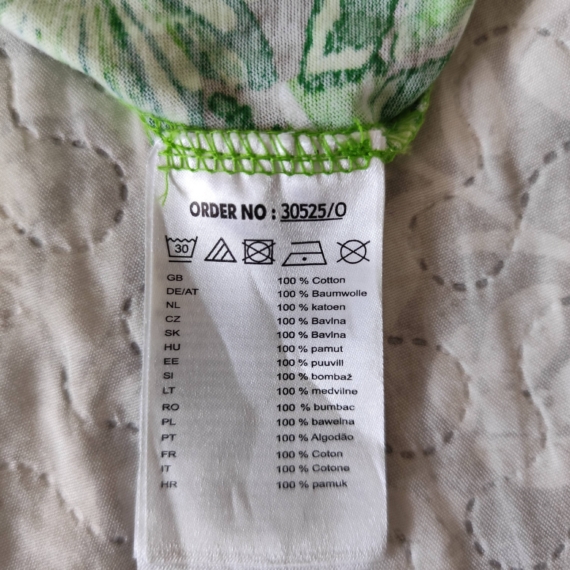 ORDER NO : 30525/O
30
GB 100 % Cotton
DE/AT 100 % Baumwolle
NL 100 % katoen
CZ 100 % Bavlna
SK 100 % Bavlna
HU 100 % pamut
EE 100 % puuvill
SI 100 % bombaž
LT 100 % medvilne
RO 100 % bumbac
PL 100 % bawelna
PT 100 % Algodão
FR 100 % Coton
IT 100 % Cotone
HR 100 % pamuk